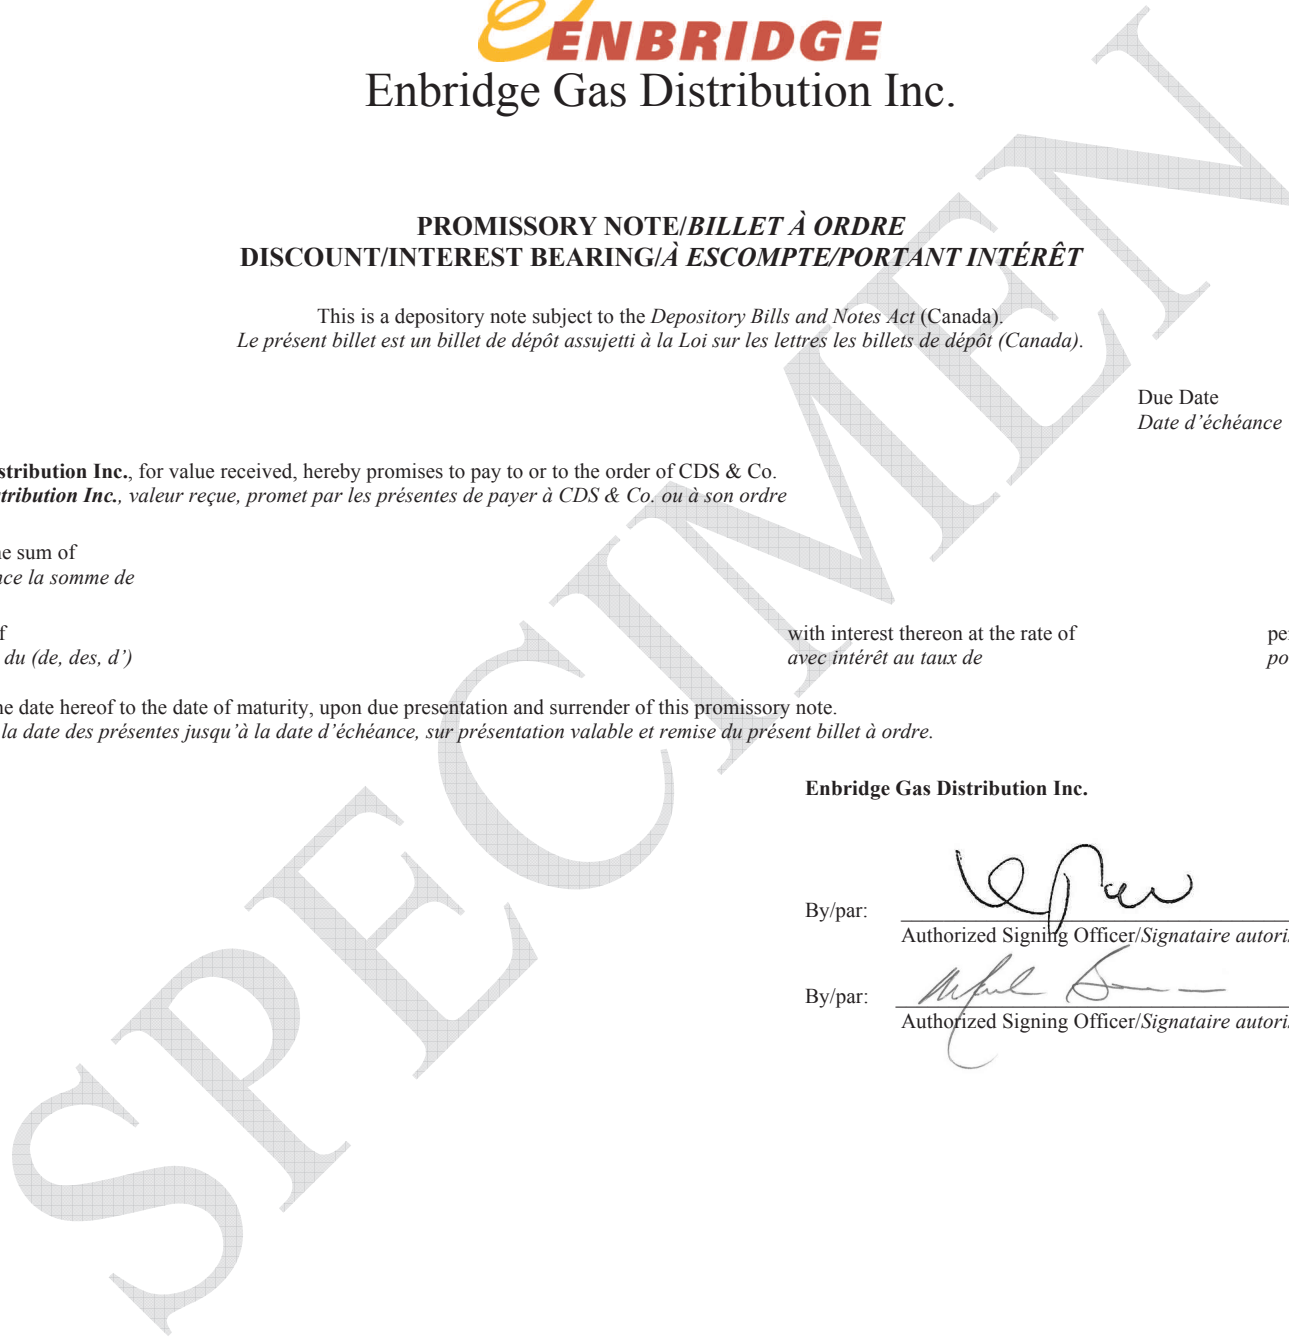 ENBRIDGE
Enbridge Gas Distribution Inc.
PROMISSORY NOTE/BILLET À ORDRE
DISCOUNT/INTEREST BEARING/À ESCOMPTE/PORTANT INTÉRÊT
This is a depository note subject to the Depository Bills and Notes Act (Canada).
Le présent billet est un billet de dépôt assujetti à la Loi sur les lettres les billets de dépôt (Canada).
Due Date
Date d’échéance
stribution Inc., for value received, hereby promises to pay to or to the order of CDS & Co.
tribution Inc., valeur reçue, promet par les présentes de payer à CDS & Co. ou à son ordre
e sum of
nce la somme de
f with interest thereon at the rate of pe
du (de, des, d’) avec intérêt au taux de po
e date hereof to the date of maturity, upon due presentation and surrender of this promissory note.
la date des présentes jusqu’à la date d’échéance, sur présentation valable et remise du présent billet à ordre.
Enbridge Gas Distribution Inc.
By/par:
Authorized Signing Officer/Signataire autoris
By/par:
Authorized Signing Officer/Signataire autoris
SPECIMEN